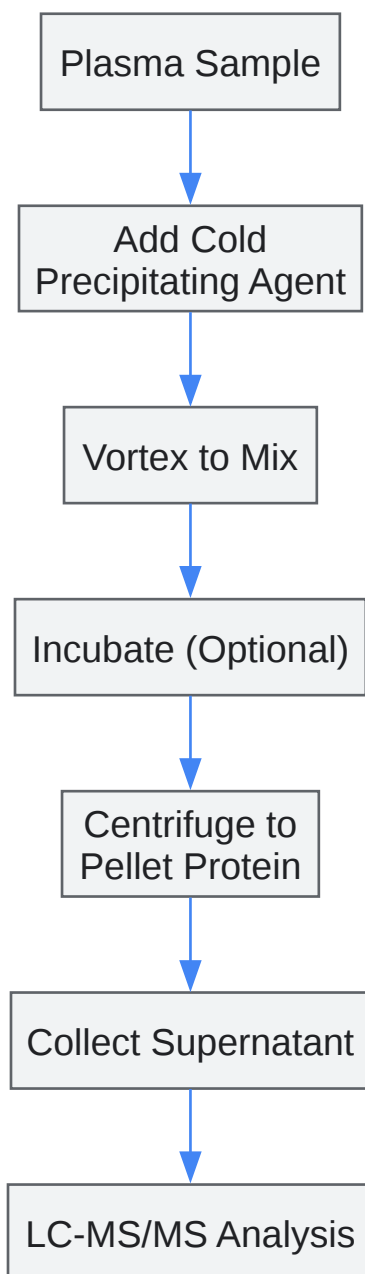 Plasma Sample
Add Cold
Precipitating Agent
Vortex to Mix
Incubate (Optional)
Centrifuge to
Pellet Protein
Collect Supernatant
LC-MS/MS Analysis